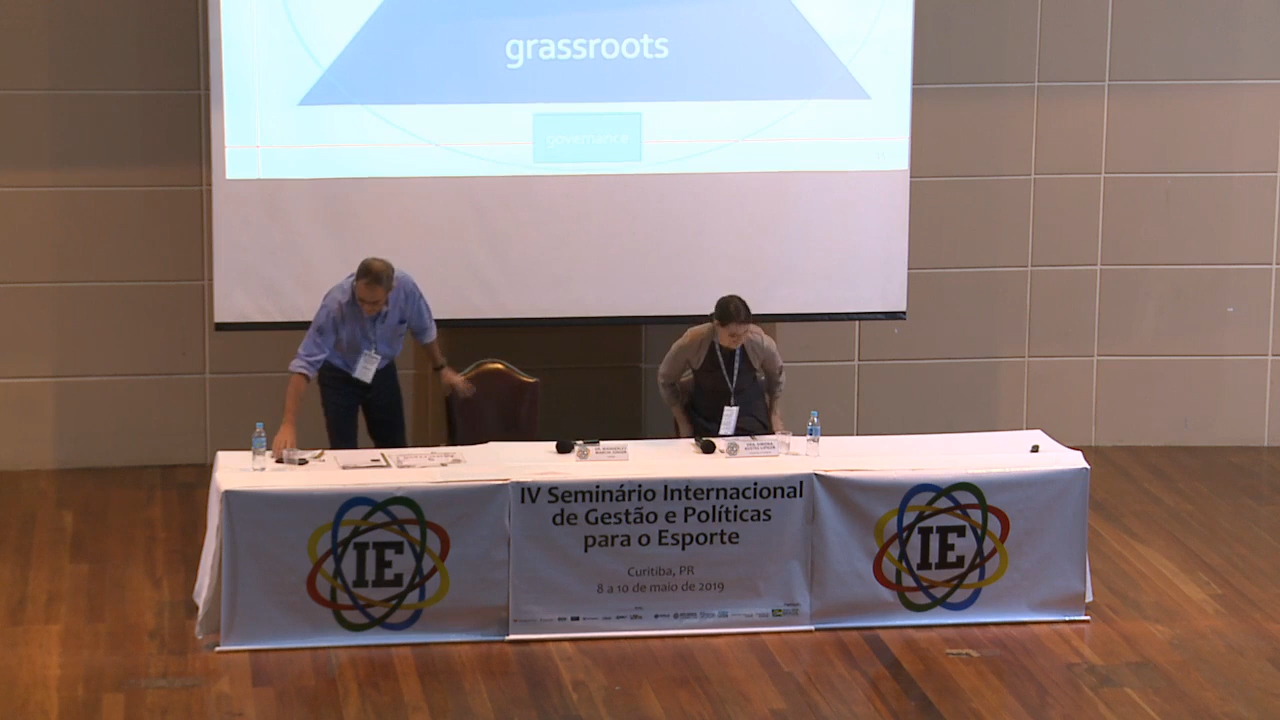 grassroots
governance
IV Seminário Internacional
de Gestão e Políticas
para o Esporte
Curitiba, PR
8 a 10 de maio de 2019
IE
IE